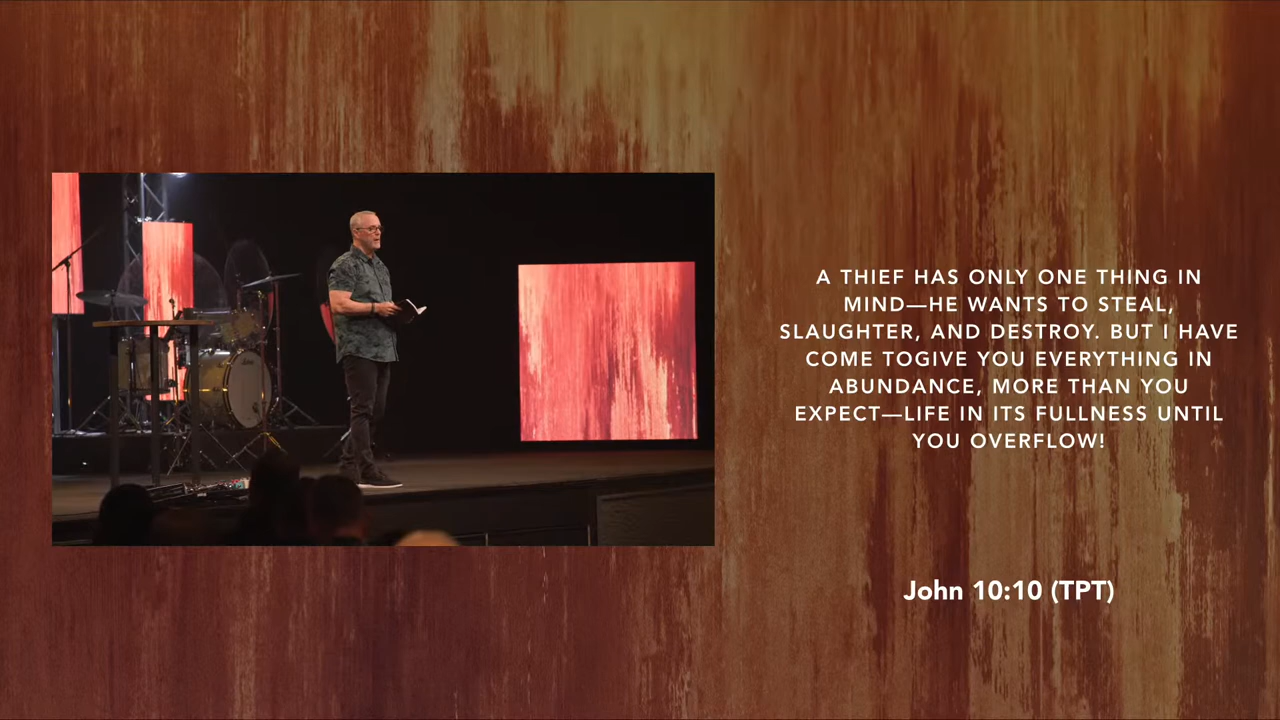 A THIEF HAS ONLY ONE THING IN
MIND—HE WANTS TO STEAL,
SLAUGHTER, AND DESTROY. BUT I HAVE
COME TOGIVE YOU EVERYTHING IN
ABUNDANCE, MORE THAN YOU
EXPECT—LIFE IN ITS FULLNESS UNTIL
YOU OVERFLOW!
John 10:10 (TPT)